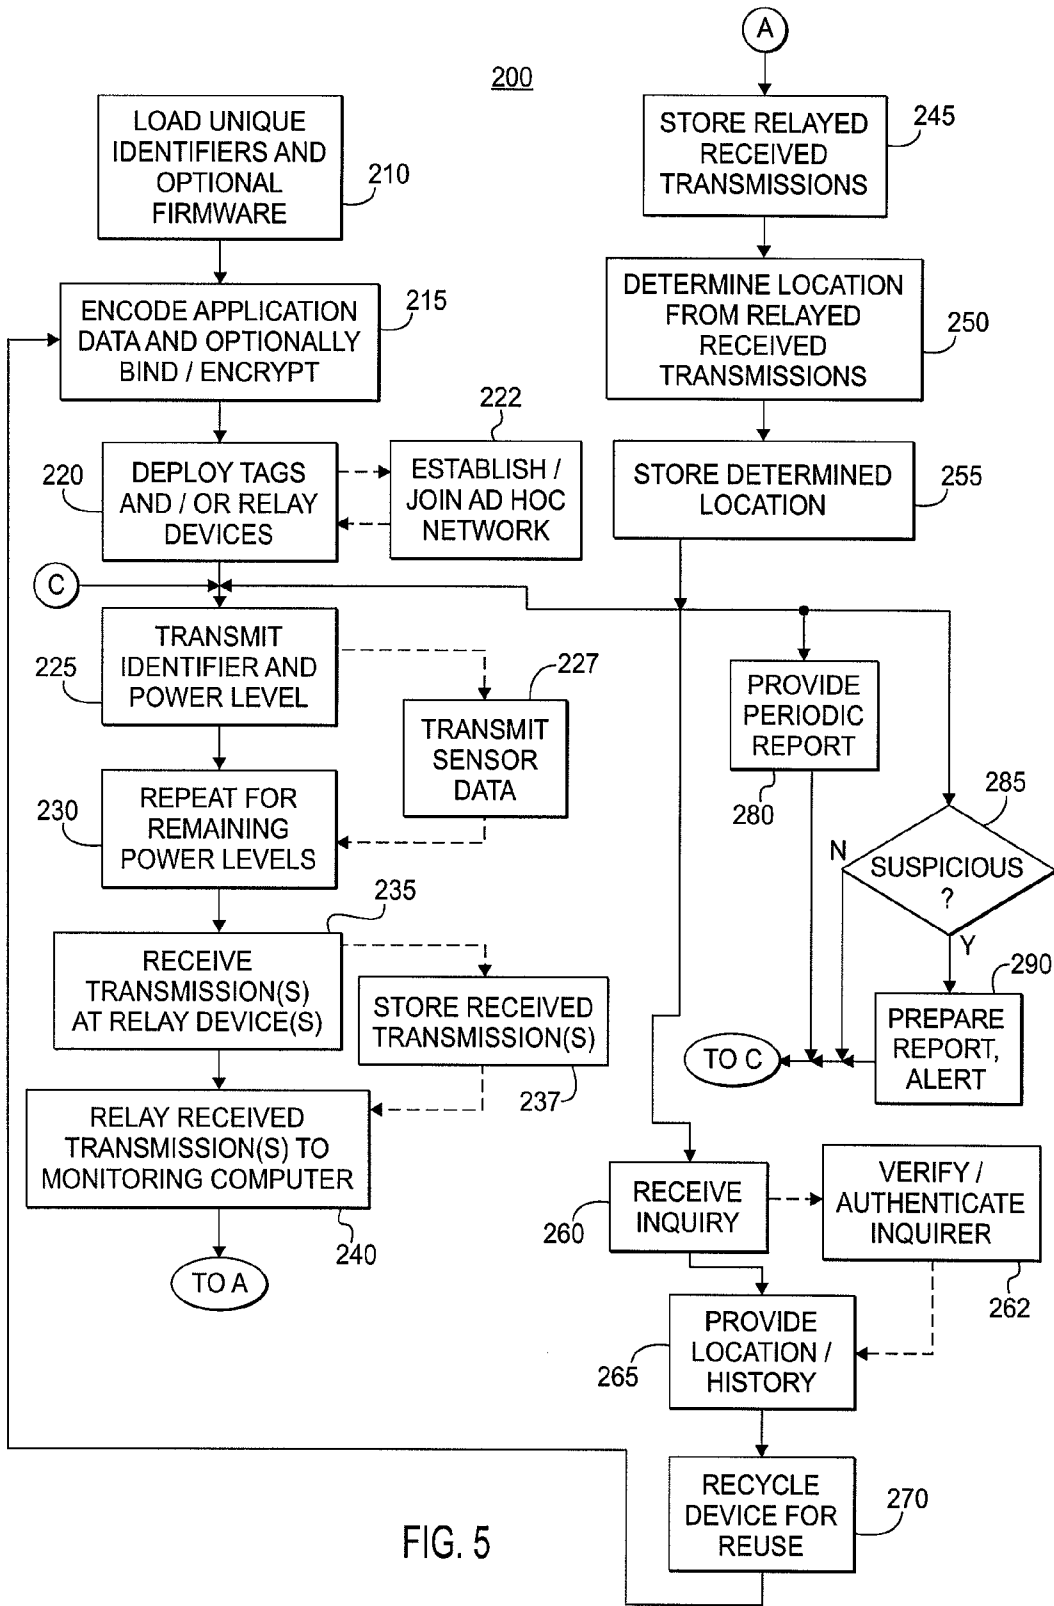 200
LOAD UNIQUE
IDENTIFIERS AND
OPTIONAL
FIRMWARE
210
ENCODE APPLICATION
DATA AND OPTIONALLY
BIND / ENCRYPT
215
DEPLOY TAGS
AND / OR RELAY
DEVICES
220
ESTABLISH /
JOIN AD HOC
NETWORK
222
C
TRANSMIT
IDENTIFIER AND
POWER LEVEL
225
TRANSMIT
SENSOR
DATA
227
REPEAT FOR
REMAINING
POWER LEVELS
230
RECEIVE
TRANSMISSION(S)
AT RELAY DEVICE(S)
235
STORE RECEIVED
TRANSMISSION(S)
237
RELAY RECEIVED
TRANSMISSION(S) TO
MONITORING COMPUTER
240
TO A
A
STORE RELAYED
RECEIVED
TRANSMISSIONS
245
DETERMINE LOCATION
FROM RELAYED
RECEIVED
TRANSMISSIONS
250
STORE DETERMINED
LOCATION
255
PROVIDE
PERIODIC
REPORT
280
SUSPICIOUS
?
285
N
Y
PREPARE
REPORT,
ALERT
290
TO C
RECEIVE
INQUIRY
260
VERIFY /
AUTHENTICATE
INQUIRER
262
PROVIDE
LOCATION /
HISTORY
265
RECYCLE
DEVICE FOR
REUSE
270
FIG. 5